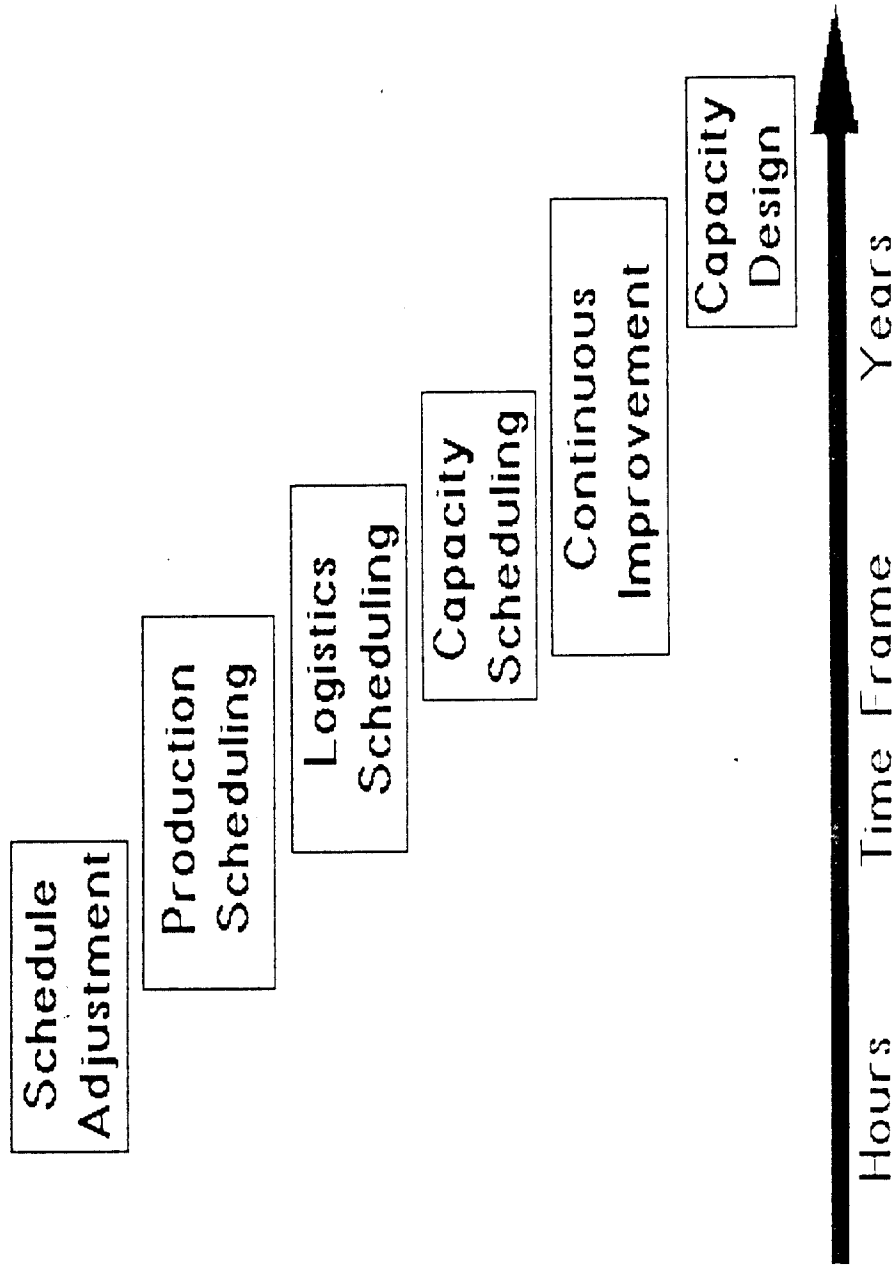 Schedule
Adjustment
Production
Scheduling
Logistics
Scheduling
Capacity
Scheduling
Continuous
Improvement
Capacity
Design
Hours
Time Frame
Years